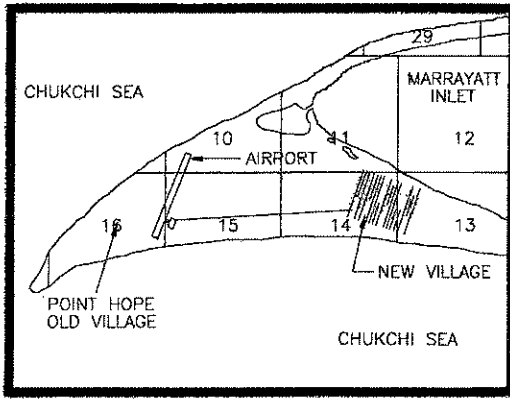 29
CHUKCHI SEA
MARRAYATT
INLET
10
11
12
AIRPORT
16
15
14
13
NEW VILLAGE
POINT HOPE
OLD VILLAGE
CHUKCHI SEA